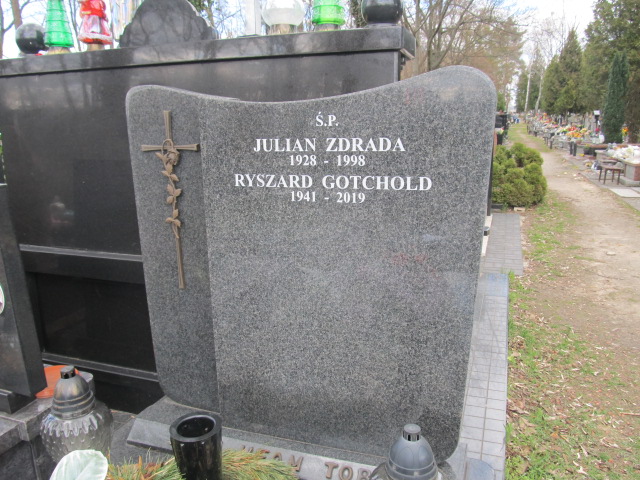 Ś.P.
JULIAN ZDRADA
1928 - 1998
RYSZARD GOTCHOLD
1941 - 2019